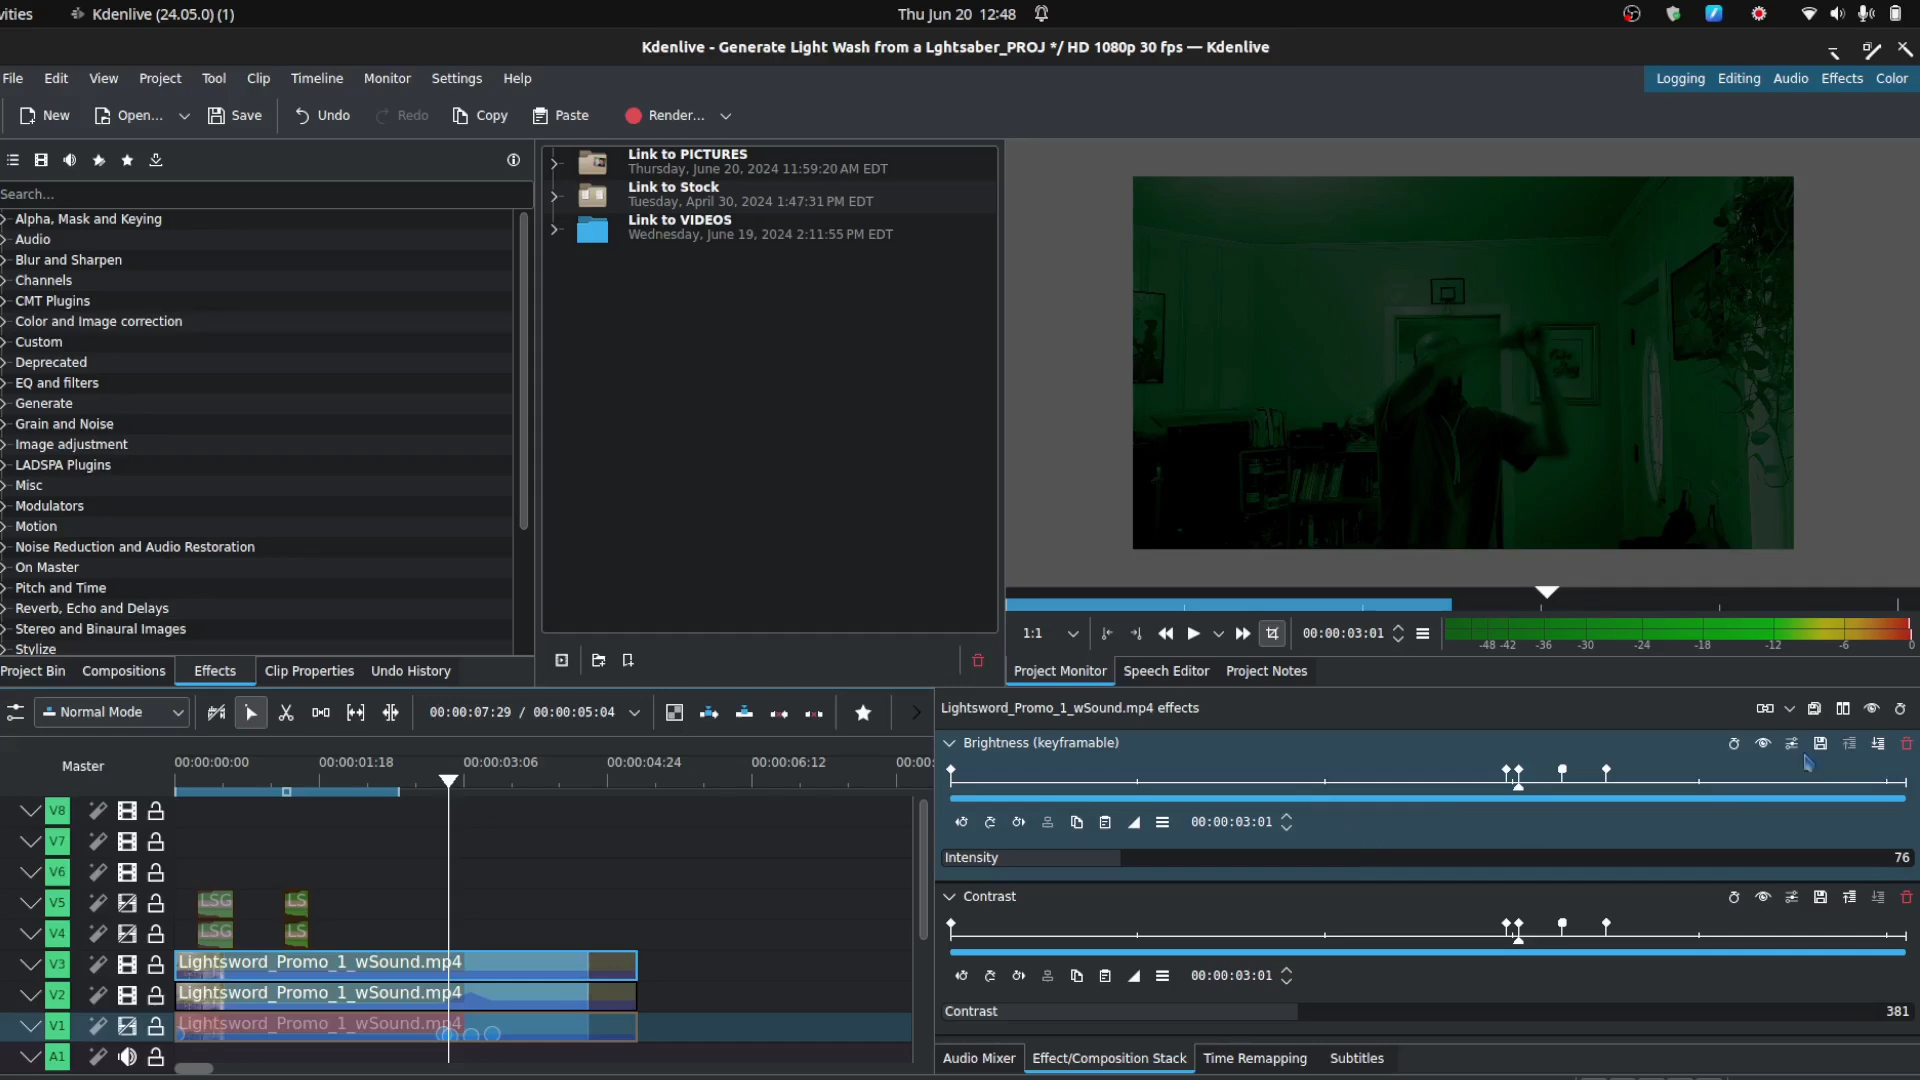 ivities
Kdenlive (24.05.0) (1)
Thu Jun 20 12:48
Kdenlive - Generate Light Wash from a Lghtsaber_PROJ */ HD 1080p 30 fps — Kdenlive
File Edit View Project Tool Clip Timeline Monitor Settings Help
Logging Editing Audio Effects Color
New Open... Save Undo Redo Copy Paste Render...
Search...
Alpha, Mask and Keying
Audio
Blur and Sharpen
Channels
CMT Plugins
Color and Image correction
Custom
Deprecated
EQ and filters
Generate
Grain and Noise
Image adjustment
LADSPA Plugins
Misc
Modulators
Motion
Noise Reduction and Audio Restoration
On Master
Pitch and Time
Reverb, Echo and Delays
Stereo and Binaural Images
Stylize
Link to PICTURES
Thursday, June 20, 2024 11:59:20 AM EDT
Link to Stock
Tuesday, April 30, 2024 1:47:31 PM EDT
Link to VIDEOS
Wednesday, June 19, 2024 2:11:55 PM EDT
1:1
00:00:03:01
-48 -42 -36 -30 -24 -18 -12 -6 0
Project Bin Compositions Effects Clip Properties Undo History
Project Monitor Speech Editor Project Notes
Normal Mode
00:00:07:29 / 00:00:05:04
Master
00:00:00:00 00:00:01:18 00:00:03:06 00:00:04:24 00:00:06:12 00:00:
V8
V7
V6
V5 LSG LS
V4 LSG LS
V3 Lightsword_Promo_1_wSound.mp4
V2 Lightsword_Promo_1_wSound.mp4
V1 Lightsword_Promo_1_wSound.mp4
A1
Lightsword_Promo_1_wSound.mp4 effects
Brightness (keyframable)
00:00:03:01
Intensity 76
Contrast
00:00:03:01
Contrast 381
Audio Mixer Effect/Composition Stack Time Remapping Subtitles